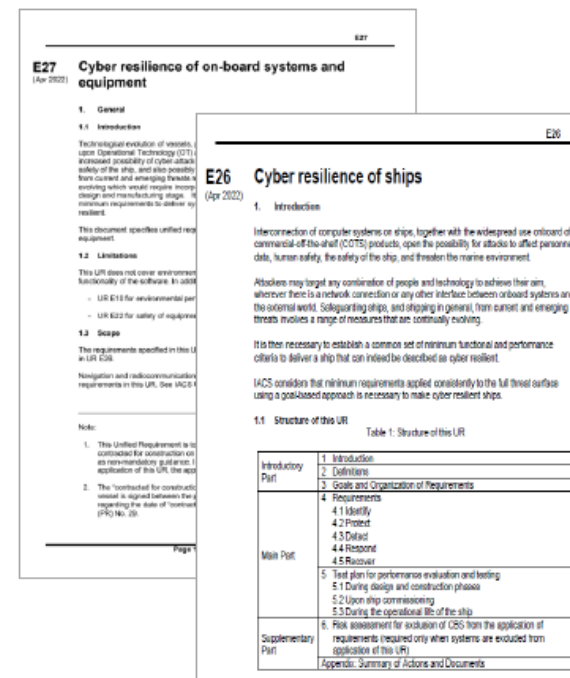 E27
E27
(Apr 2022)
Cyber resilience of on-board systems and
equipment
1. General
1.1 Introduction
Technological evolution of vessels,
upon Operational Technology (OT)
increased possibility of cyber attack
safety of the ship, and also possibly
from current and emerging threats
evolving which would require incorp
design and manufacturing stage.
minimum requirements to deliver sy
resilient.
This document specifies unified req
equipment.
1.2 Limitations
This UR does not cover environmen
functionality of the software. In addit
- UR E10 for environmental per
- UR E22 for safety of equipme
1.3 Scope
The requirements specified in this U
in UR E26.
Navigation and radiocommunication
requirements in this UR. See IACS
Note:
1. This Unified Requirement is to
contracted for construction on
as non-mandatory guidance.
application of this UR, the app
2. The "contracted for constructio
vessel is signed between the p
regarding the date of "contract
(PR) No. 29.
Page 1
E26
E26
(Apr 2022)
Cyber resilience of ships
1. Introduction
Interconnection of computer systems on ships, together with the widespread use onboard of
commercial-off-the-shelf (COTS) products, open the possibility for attacks to affect personne
data, human safety, the safety of the ship, and threaten the marine environment.
Attackers may target any combination of people and technology to achieve their aim,
wherever there is a network connection or any other interface between onboard systems an
the external world. Safeguarding ships, and shipping in general, from current and emerging
threats involves a range of measures that are continually evolving.
It is then necessary to establish a common set of minimum functional and performance
criteria to deliver a ship that can indeed be described as cyber resilient.
IACS considers that minimum requirements applied consistently to the full threat surface
using a goal-based approach is necessary to make cyber resilient ships.
1.1 Structure of this UR
Table 1: Structure of this UR
Introductory
Part
1 Introduction
2 Definitions
3 Goals and Organization of Requirements
Main Part
4 Requirements
4.1 Identify
4.2 Protect
4.3 Detect
4.4 Respond
4.5 Recover
5 Test plan for performance evaluation and testing
5.1 During design and construction phases
5.2 Upon ship commissioning
5.3 During the operational life of the ship
Supplementary
Part
6. Risk assessment for exclusion of CBS from the application of
requirements (required only when systems are excluded from
application of this UR)
Appendix: Summary of Actions and Documents